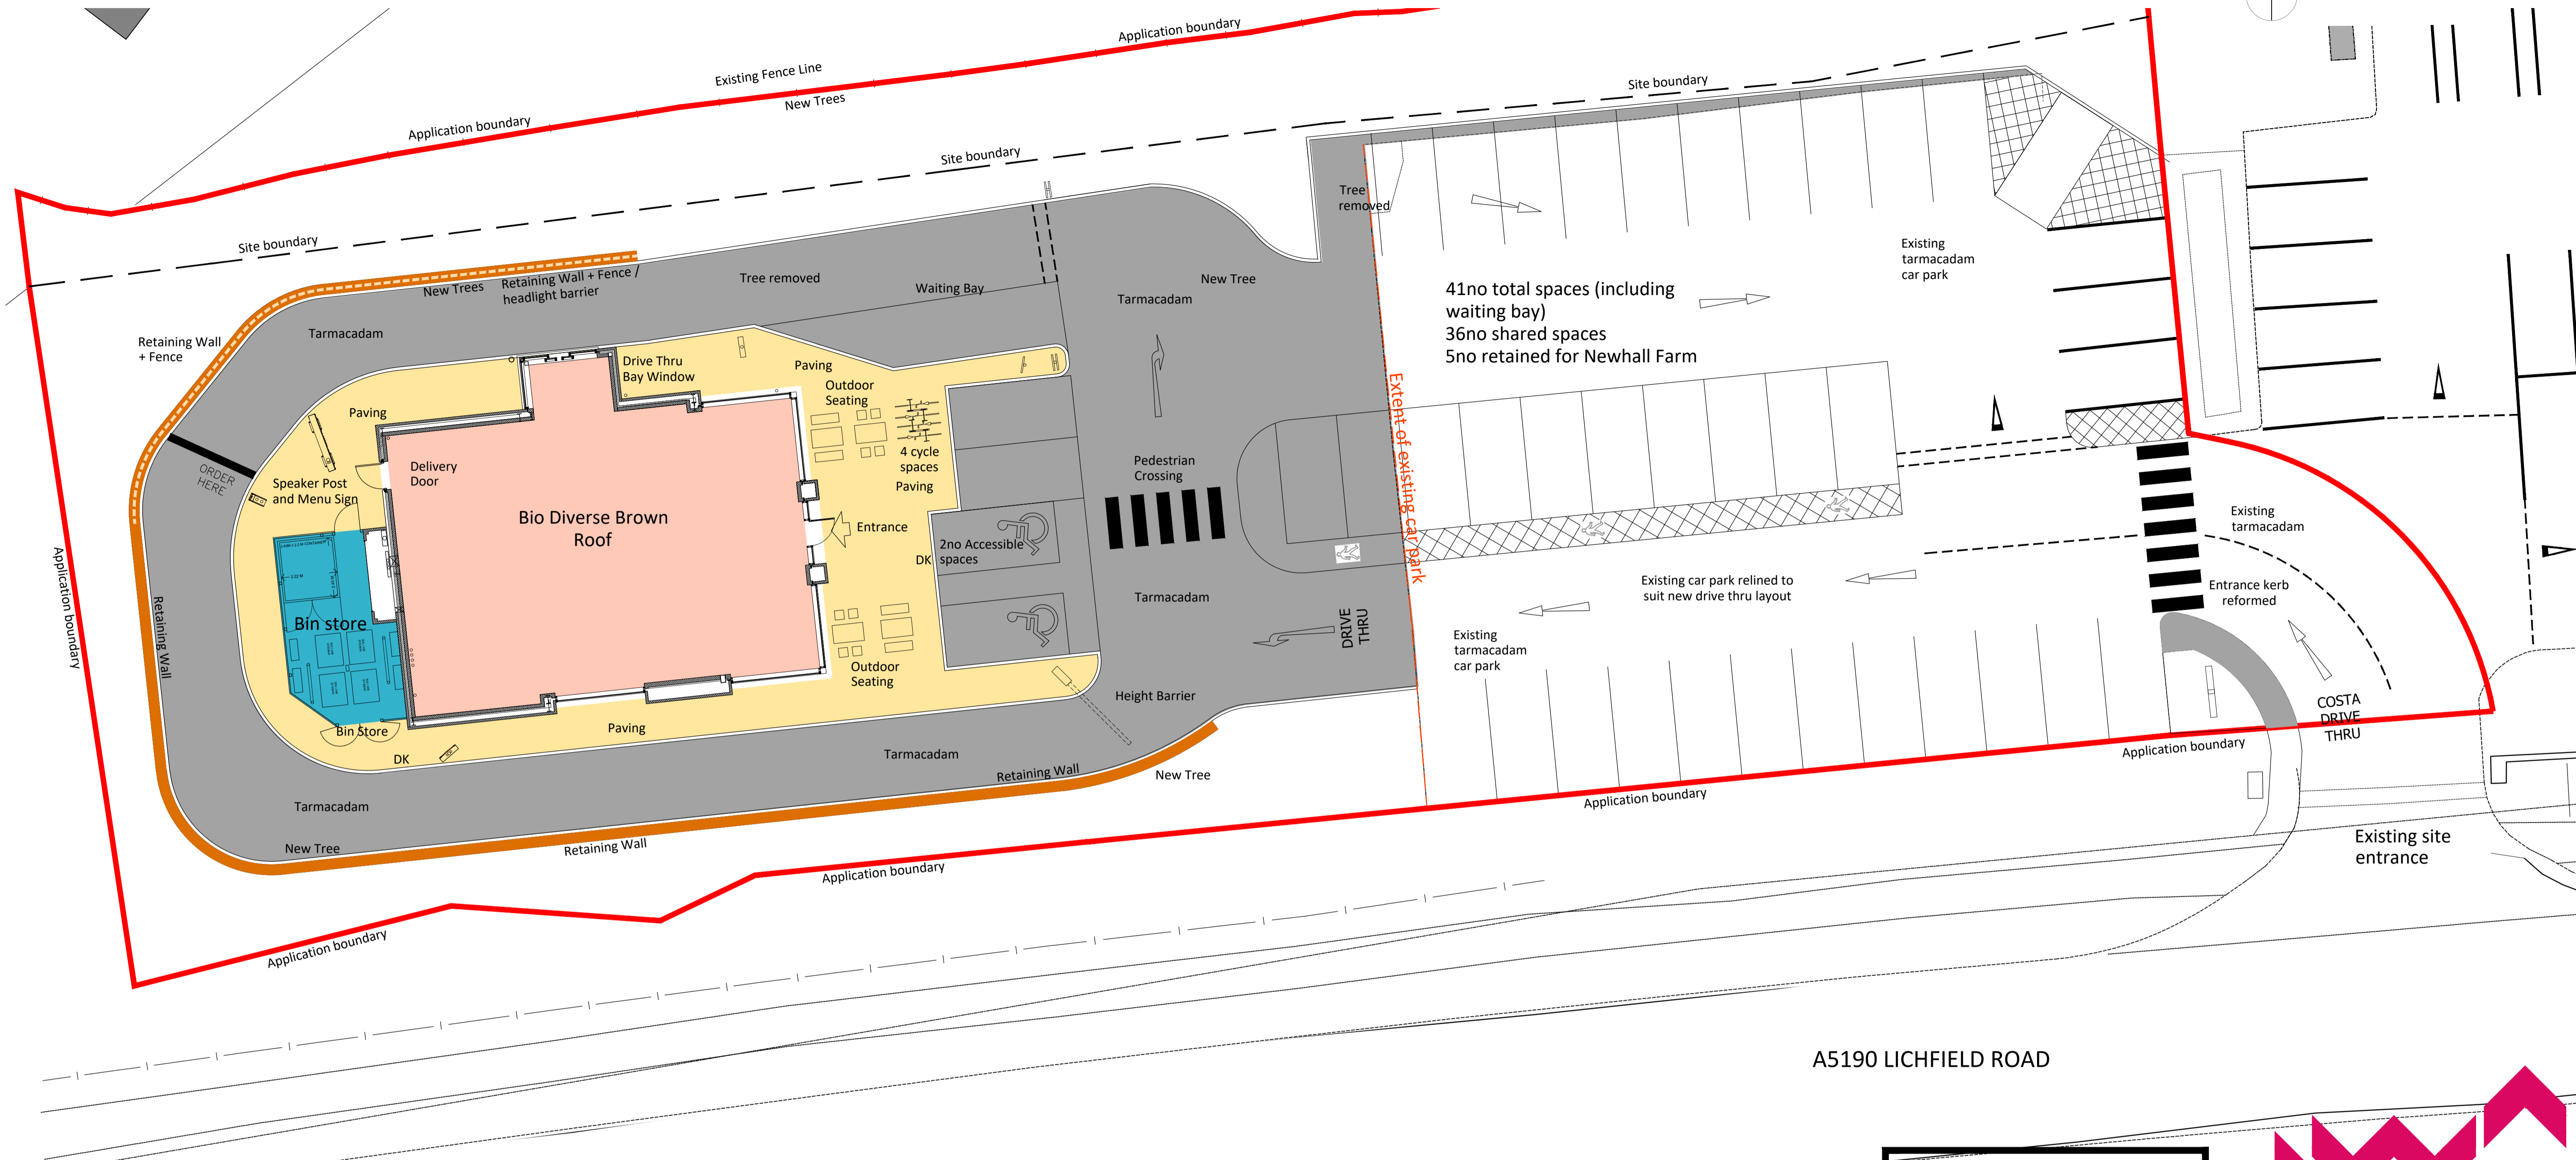 Application boundary
Existing Fence Line
New Trees
Application boundary
Site boundary
Site boundary
Site boundary
Tree
removed
Existing
tarmacadam
car park
New Trees
Retaining Wall + Fence /
headlight barrier
Tree removed
Waiting Bay
New Tree
Tarmacadam
41no total spaces (including
waiting bay)
36no shared spaces
5no retained for Newhall Farm
Retaining Wall
+ Fence
Tarmacadam
Drive Thru
Bay Window
Paving
Outdoor
Seating
Paving
Extent of existing car park
4 cycle
spaces
Paving
Pedestrian
Crossing
ORDER
HERE
Speaker Post
and Menu Sign
Delivery
Door
Bio Diverse Brown
Roof
Entrance
DK
2no Accessible
spaces
Existing
tarmacadam
Application boundary
Retaining Wall
Bin store
Tarmacadam
DRIVE
THRU
Existing car park relined to
suit new drive thru layout
Entrance kerb
reformed
Existing
tarmacadam
car park
Outdoor
Seating
Height Barrier
COSTA
DRIVE
THRU
Bin Store
Paving
DK
Tarmacadam
Retaining Wall
New Tree
Application boundary
Application boundary
Tarmacadam
New Tree
Retaining Wall
Application boundary
Existing site
entrance
Application boundary
A5190 LICHFIELD ROAD